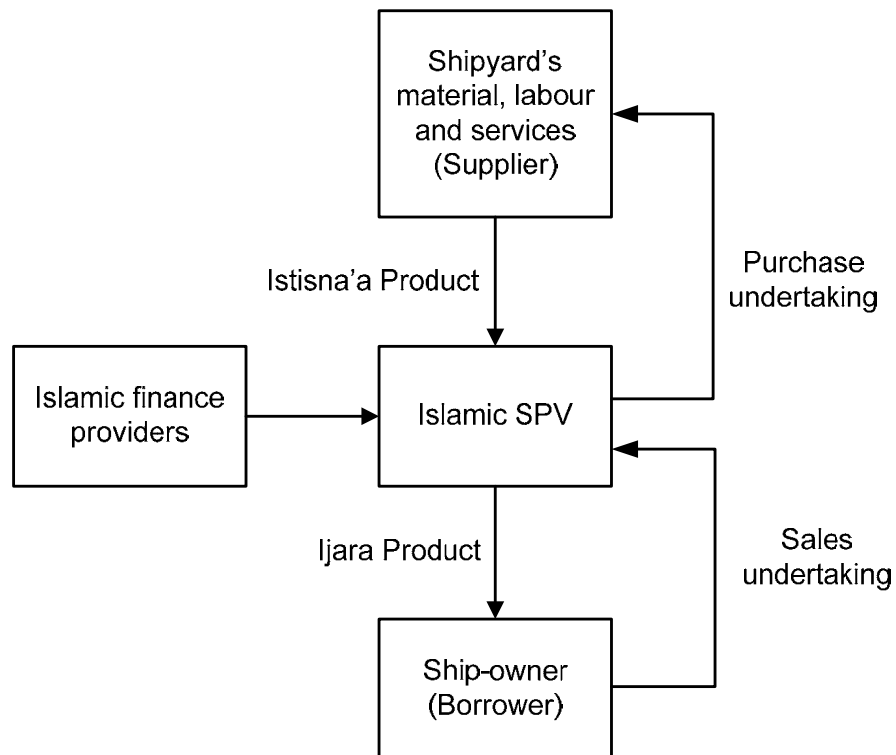 Shipyard's
material, labour
and services
(Supplier)
Istisna'a Product
Purchase
undertaking
Islamic finance
providers
Islamic SPV
Ijara Product
Sales
undertaking
Ship-owner
(Borrower)